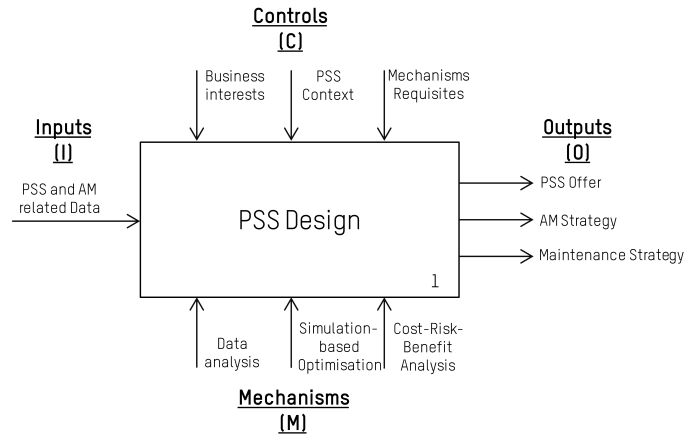 Controls
(C)
Business
interests
PSS
Context
Mechanisms
Requisites
Inputs
(I)
PSS and AM
related Data
PSS Design
1
Outputs
(O)
PSS Offer
AM Strategy
Maintenance Strategy
Data
analysis
Simulation-
based
Optimisation
Cost-Risk-
Benefit
Analysis
Mechanisms
(M)